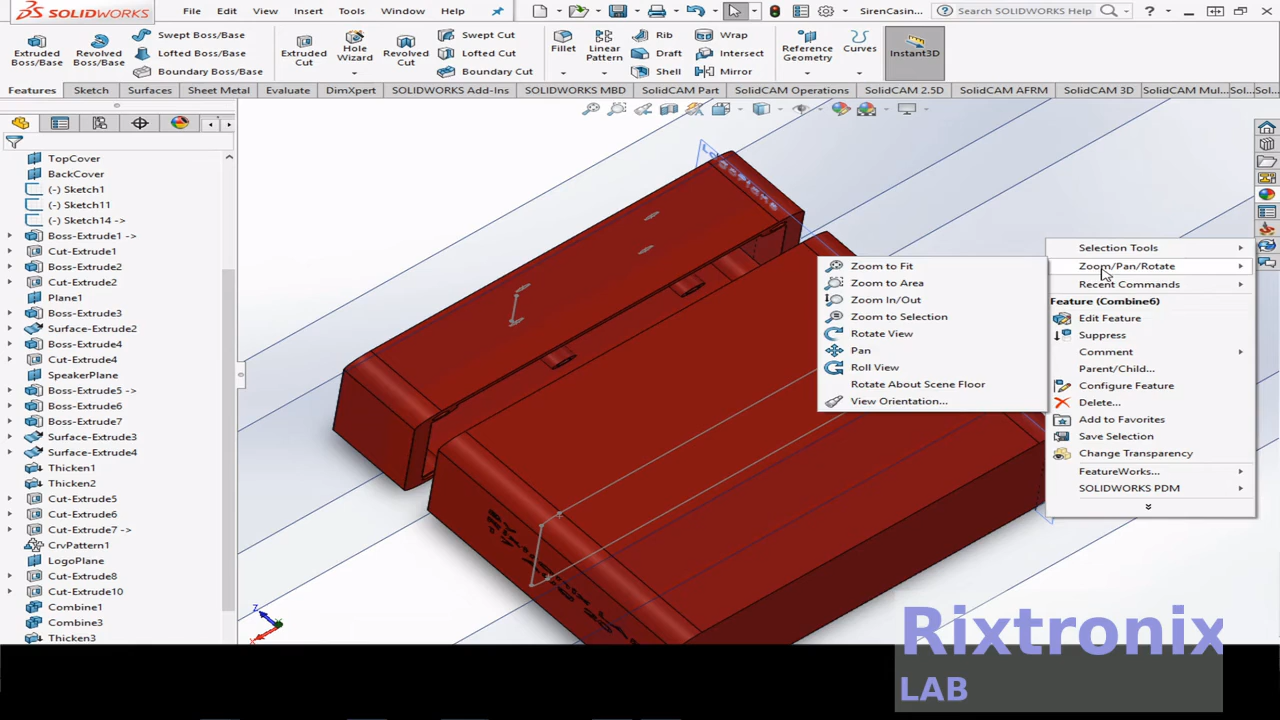 SOLIDWORKS
File
Edit
View
Insert
Tools
Window
Help
SirenCasin...
Search SOLIDWORKS Help
?
Extruded
Boss/Base
Revolved
Boss/Base
Swept Boss/Base
Lofted Boss/Base
Boundary Boss/Base
Extruded
Cut
Hole
Wizard
Revolved
Cut
Swept Cut
Lofted Cut
Boundary Cut
Fillet
Linear
Pattern
Rib
Draft
Shell
Wrap
Intersect
Mirror
Reference
Geometry
Curves
Instant3D
Features
Sketch
Surfaces
Sheet Metal
Evaluate
DimXpert
SOLIDWORKS Add-Ins
SOLIDWORKS MBD
SolidCAM Part
SolidCAM Operations
SolidCAM 2.5D
SolidCAM AFRM
SolidCAM 3D
SolidCAM Mul...
Sol...
Sol...
TopCover
BackCover
(-) Sketch1
(-) Sketch11
(-) Sketch14 ->
Boss-Extrude1 ->
Cut-Extrude1
Boss-Extrude2
Cut-Extrude2
Plane1
Boss-Extrude3
Surface-Extrude2
Boss-Extrude4
Cut-Extrude4
SpeakerPlane
Boss-Extrude5 ->
Boss-Extrude6
Boss-Extrude7
Surface-Extrude3
Surface-Extrude4
Thicken1
Thicken2
Cut-Extrude5
Cut-Extrude6
Cut-Extrude7 ->
CrvPattern1
LogoPlane
Cut-Extrude8
Cut-Extrude10
Combine1
Combine3
Thicken3
LogoPlane
Zoom to Fit
Zoom to Area
Zoom In/Out
Zoom to Selection
Rotate View
Pan
Roll View
Rotate About Scene Floor
View Orientation...
Selection Tools
Zoom/Pan/Rotate
Recent Commands
Feature (Combine6)
Edit Feature
Suppress
Comment
Parent/Child...
Configure Feature
Delete...
Add to Favorites
Save Selection
Change Transparency
FeatureWorks...
SOLIDWORKS PDM
Z
X
Rixtronix
LAB